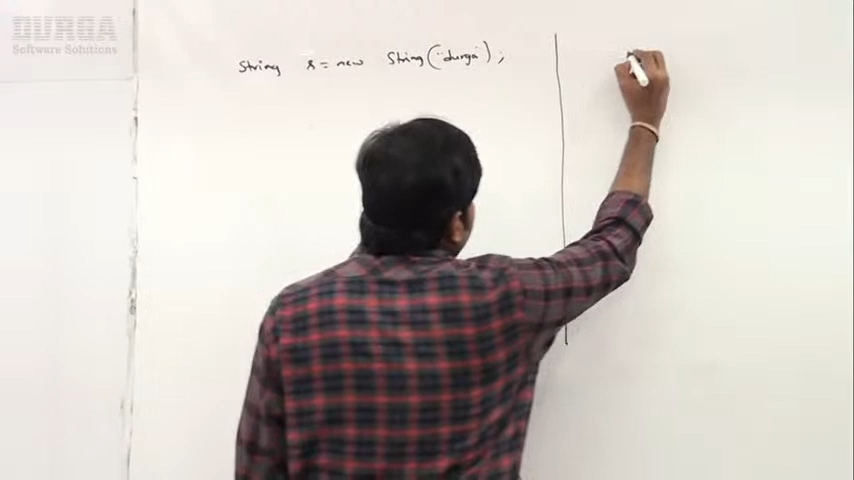 DURGA
Software Solutions
String s = new String("durga");